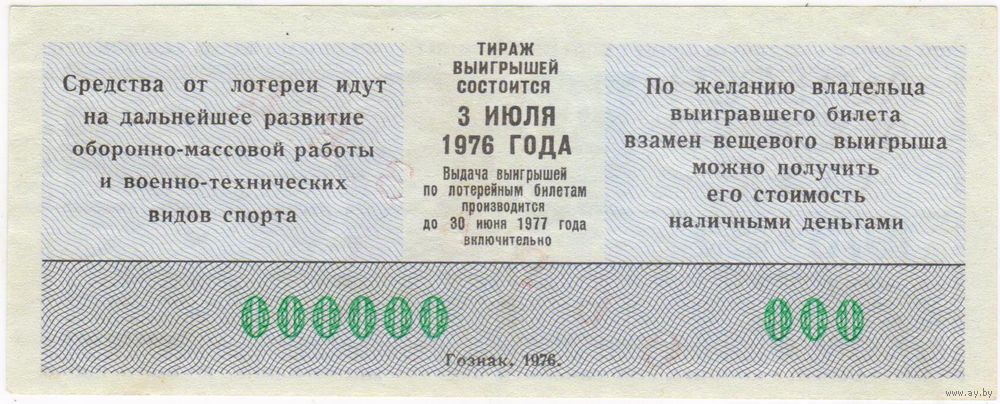 Средства от лотереи идут
на дальнейшее развитие
оборонно-массовой работы
и военно-технических
видов спорта
ТИРАЖ
ВЫИГРЫШЕЙ
СОСТОИТСЯ
3 ИЮЛЯ
1976 ГОДА
Выдача выигрышей
по лотерейным билетам
производится
до 30 июня 1977 года
включительно
По желанию владельца
выигравшего билета
взамен вещевого выигрыша
можно получить
его стоимость
наличными деньгами
000000
000
Гознак. 1976.
www.ay.by